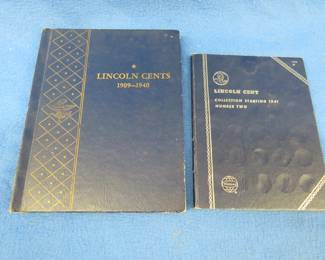 LINCOLN CENTS
1909-1940
LINCOLN CENT
COLLECTION STARTING 1941
NUMBER TWO